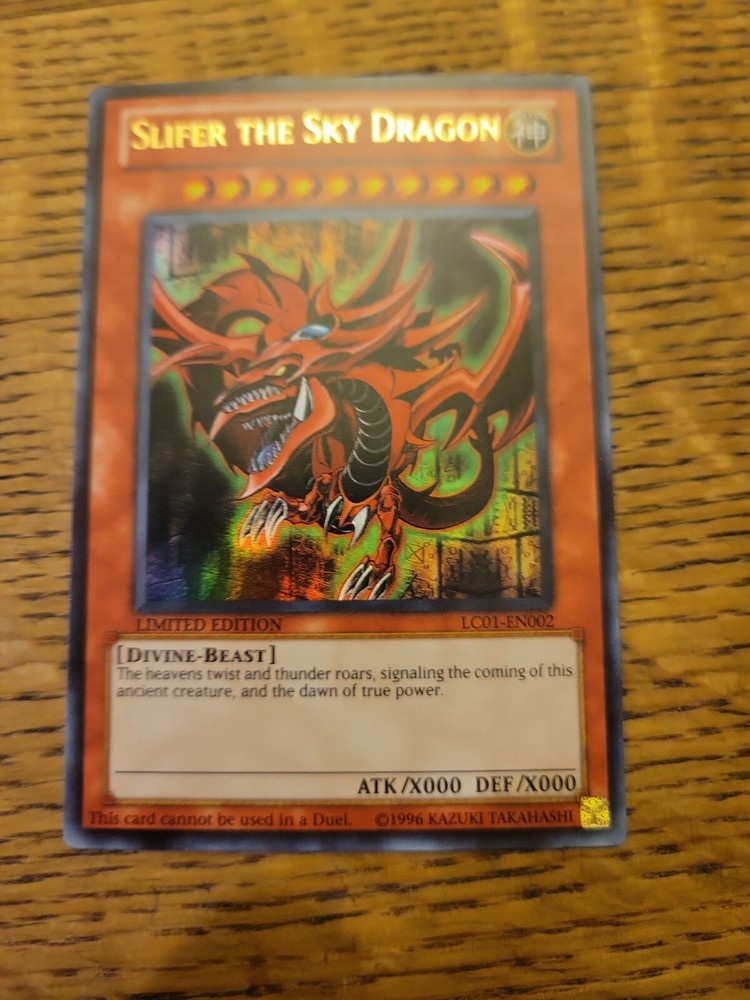 SLIFER THE SKY DRAGON 神
LIMITED EDITION LC01-EN002
[DIVINE-BEAST]
The heavens twist and thunder roars, signaling the coming of this
ancient creature, and the dawn of true power.
ATK/X000 DEF/X000
This card cannot be used in a Duel. ©1996 KAZUKI TAKAHASHI